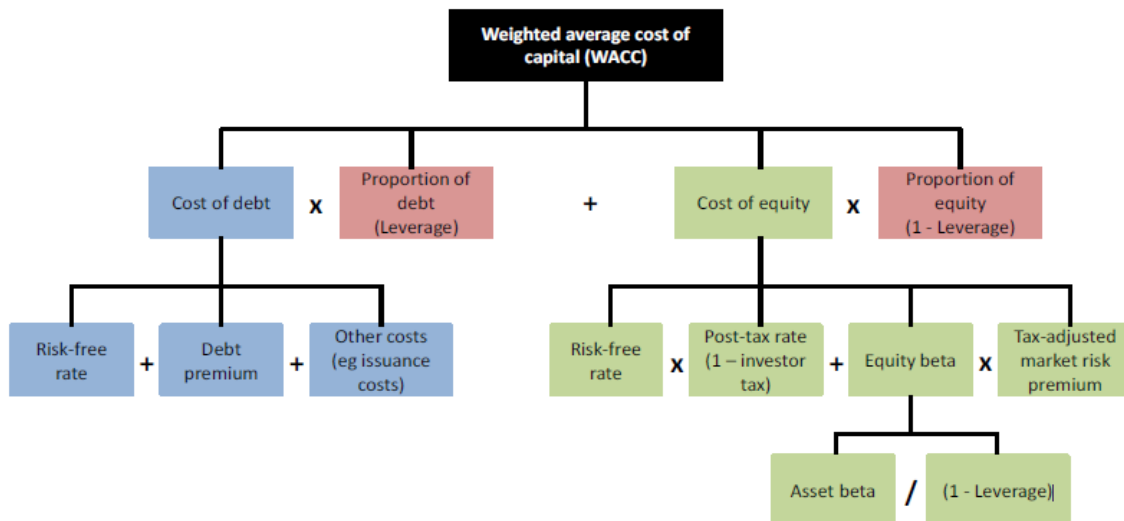 Weighted average cost of
capital (WACC)
Cost of debt
x
Proportion of
debt
(Leverage)
+
Cost of equity
x
Proportion of
equity
(1 - Leverage)
Risk-free
rate
+
Debt
premium
+
Other costs
(eg issuance
costs)
Risk-free
rate
x
Post-tax rate
(1 – investor
tax)
+
Equity beta
x
Tax-adjusted
market risk
premium
Asset beta
/
(1 - Leverage)